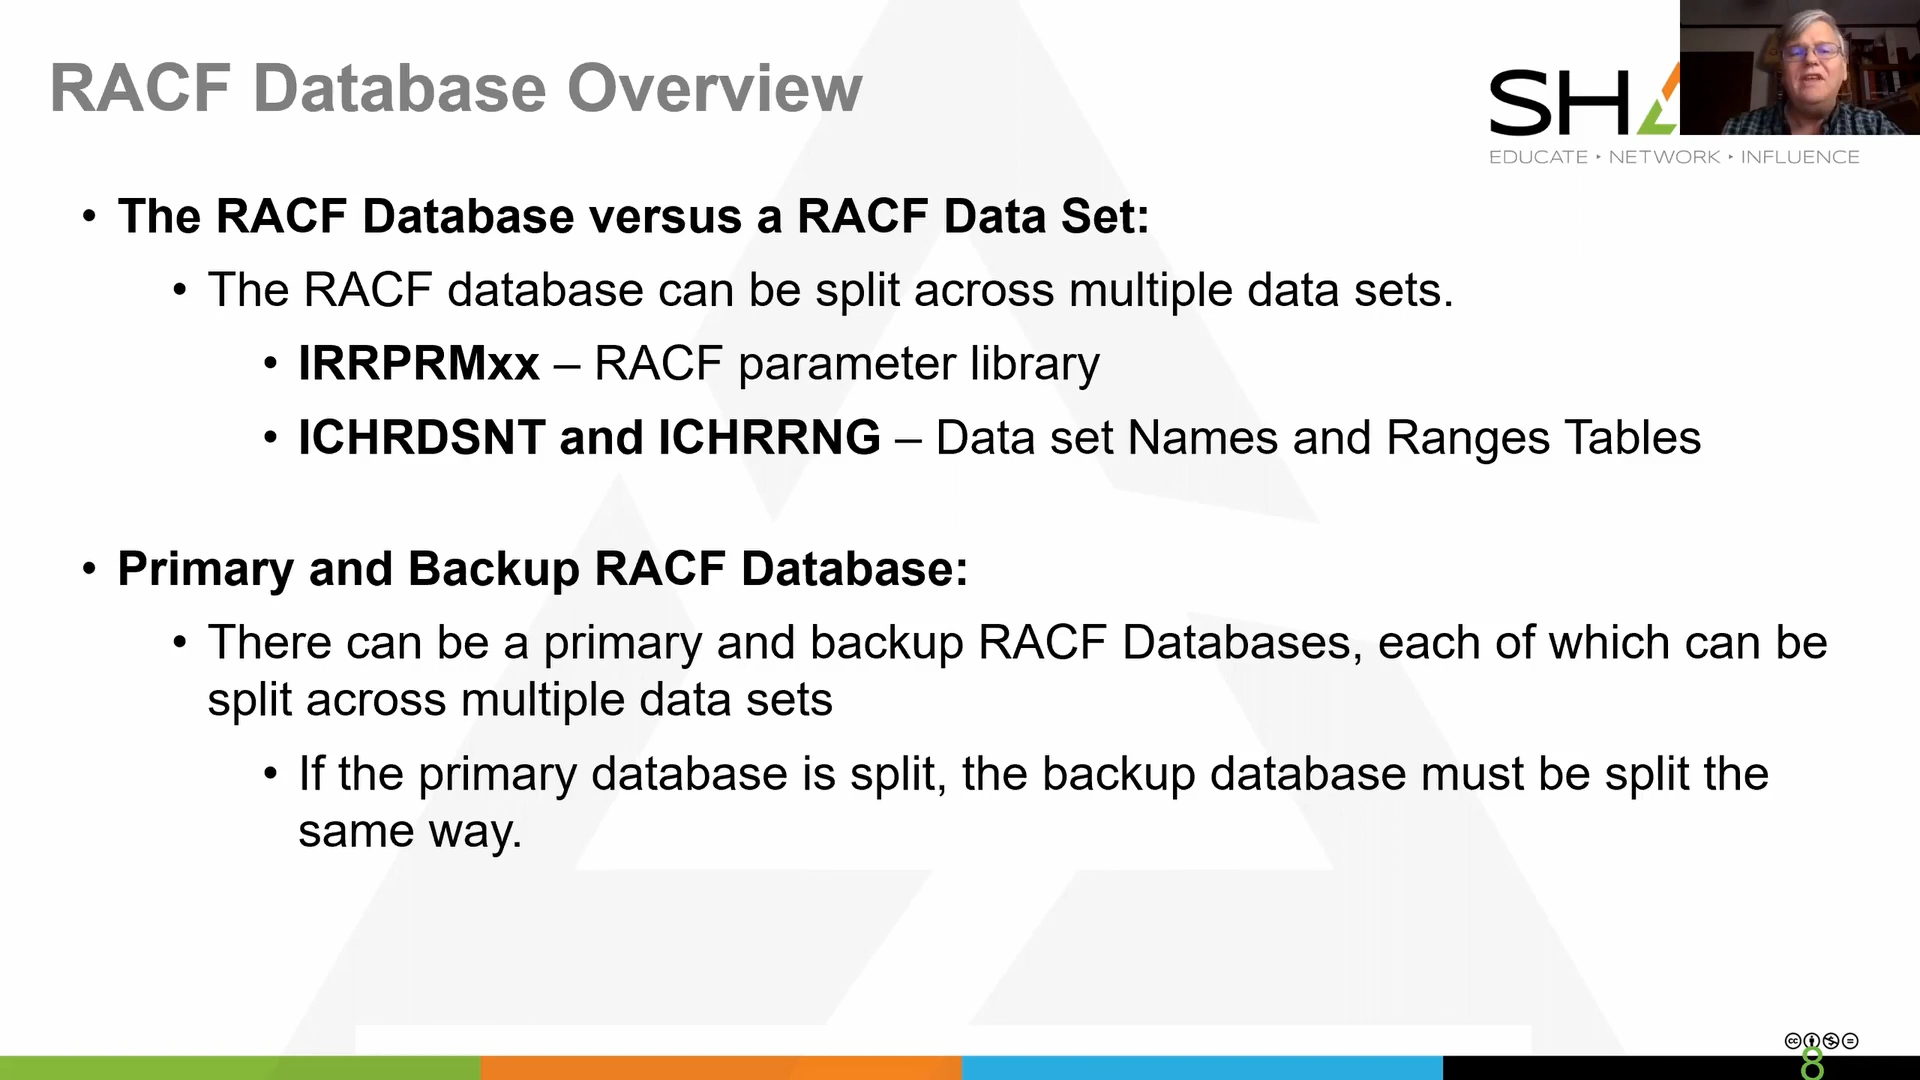 RACF Database Overview
SHA
EDUCATE • NETWORK • INFLUENCE
• The RACF Database versus a RACF Data Set:
• The RACF database can be split across multiple data sets.
• IRRPRMxx – RACF parameter library
• ICHRDSNT and ICHRRNG – Data set Names and Ranges Tables
• Primary and Backup RACF Database:
• There can be a primary and backup RACF Databases, each of which can be
split across multiple data sets
• If the primary database is split, the backup database must be split the
same way.
8